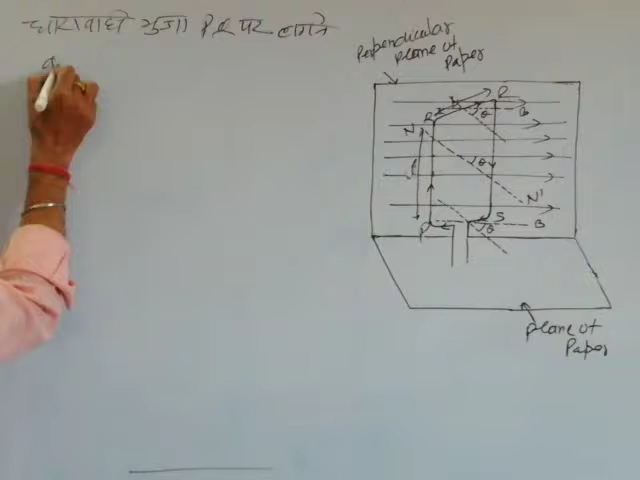 धारावाही भुजा PQ पर लगने
Perpendicular
plane of
Paper
R
B
θ
Q
N
θ
l
N'
S
B
P
θ
plane of
Paper